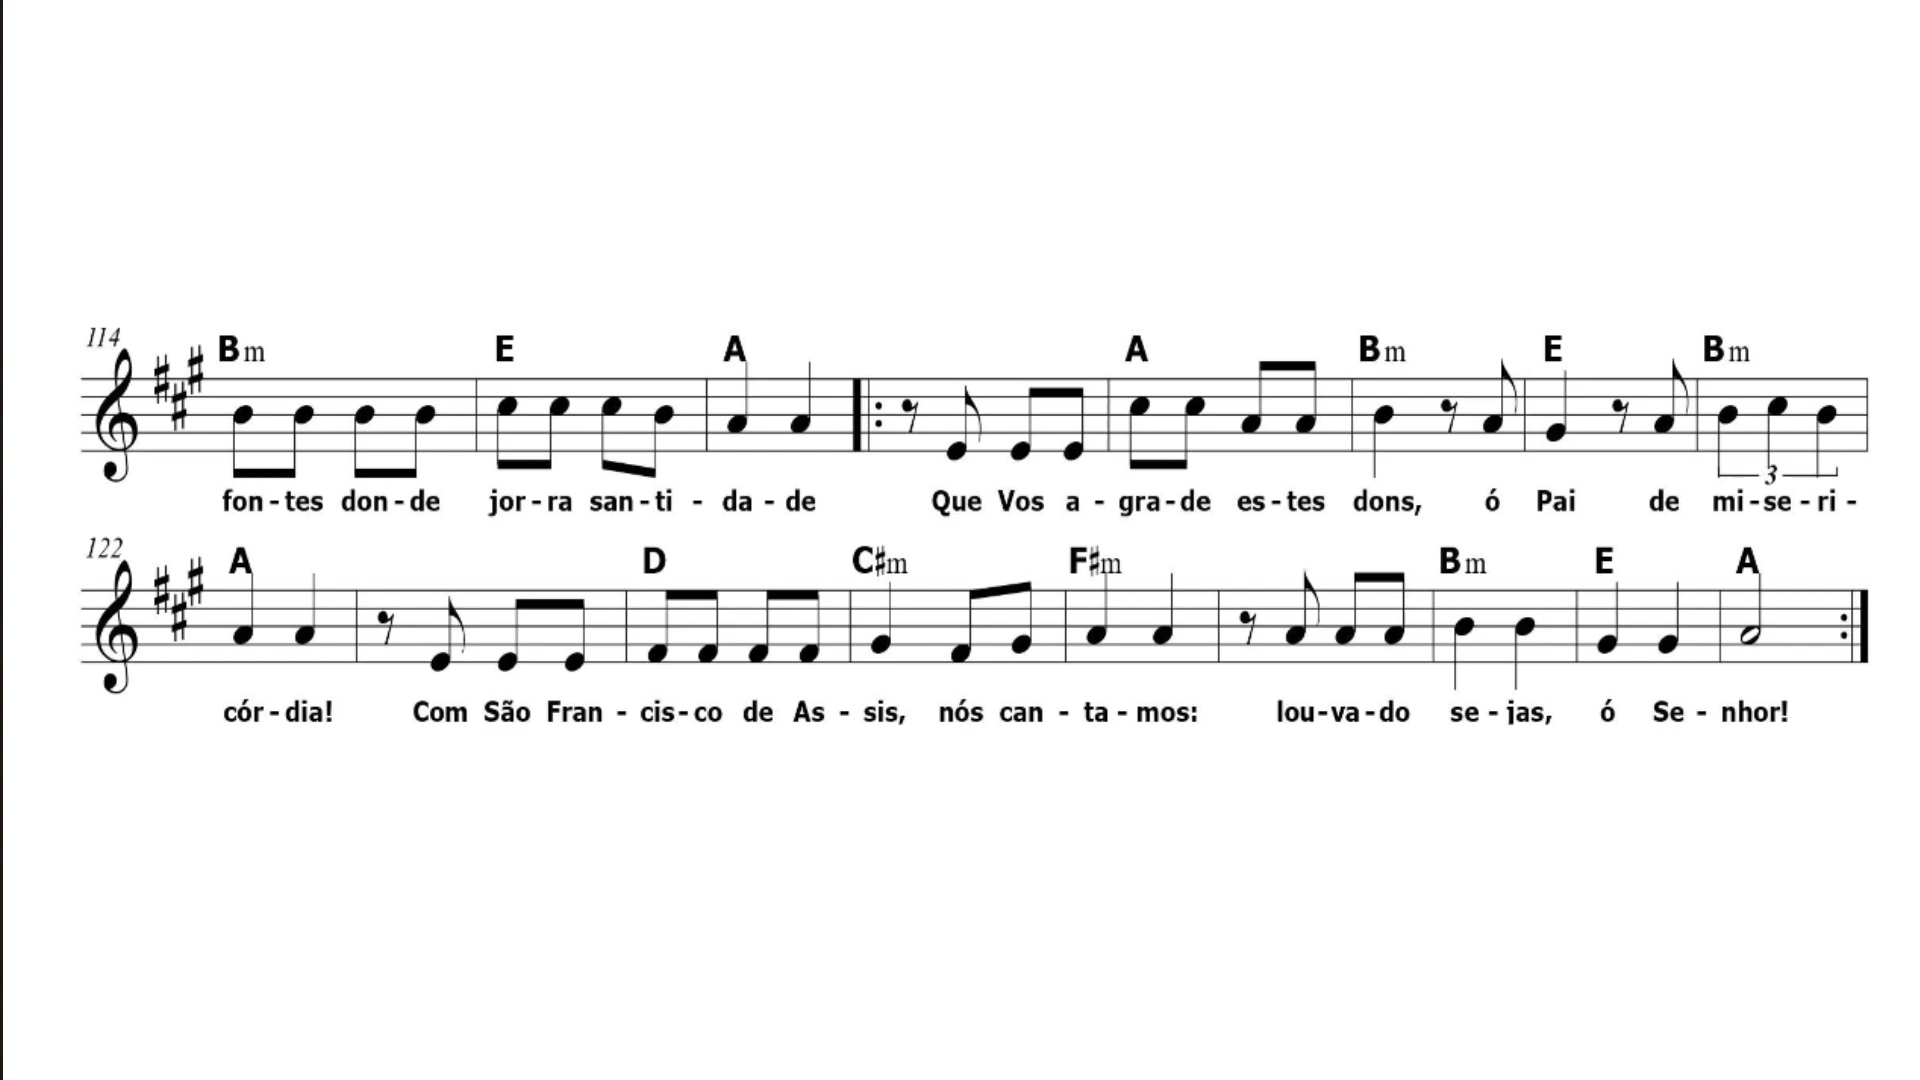 114 Bm E A A Bm E Bm
fon - tes don - de jor - ra san - ti - da - de Que Vos a - gra - de es - tes dons, ó Pai de mi - se - ri -
3
122 A D C#m F#m Bm E A
cór - dia! Com São Fran - cis - co de As - sis, nós can - ta - mos: lou - va - do se - jas, ó Se - nhor!